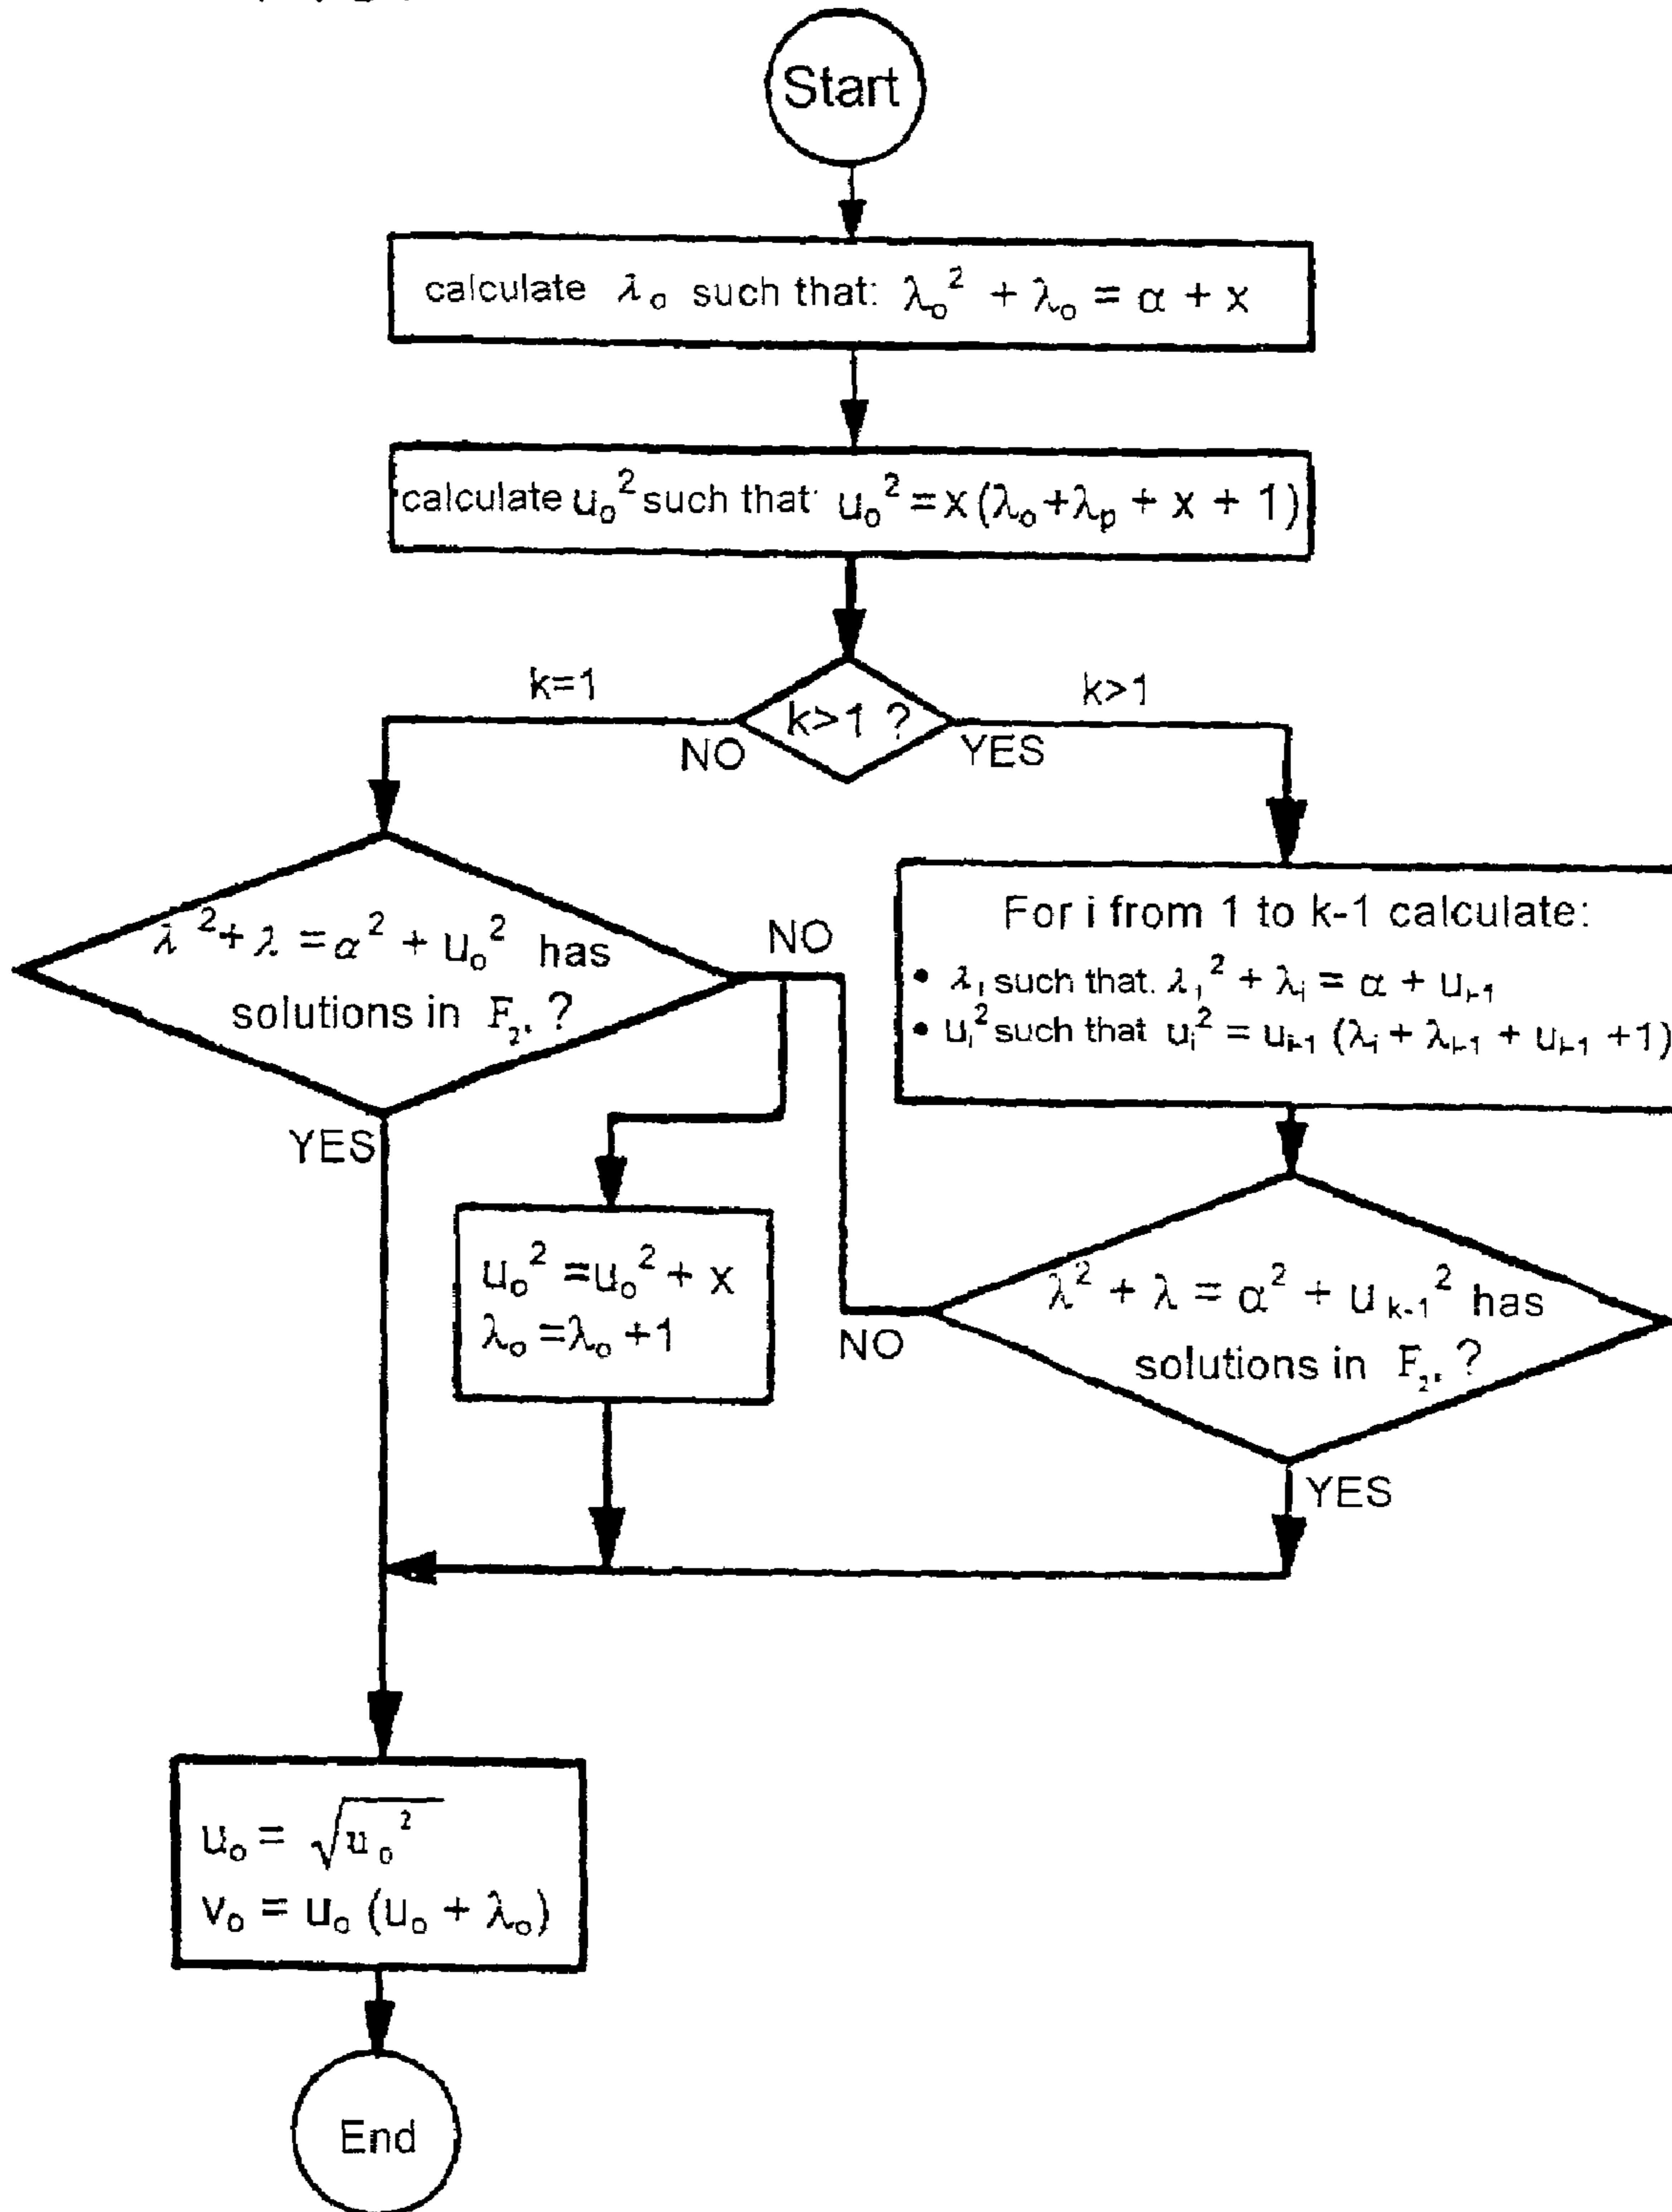 Start
calculate λ₀ such that: λ₀² + λ₀ = α + x
calculate u₀² such that: u₀² = x(λ₀+λₚ + x + 1)
k=1
k>1
k>1 ?
NO
YES
λ² + λ = α² + u₀² has
solutions in F₂ ?
NO
YES
For i from 1 to k-1 calculate:
• λᵢ such that. λᵢ² + λᵢ = α + uᵢ₋₁
• uᵢ² such that uᵢ² = uᵢ₋₁ (λᵢ + λᵢ₋₁ + uᵢ₋₁ +1)
u₀² =u₀² + x
λ₀ =λ₀ +1
λ² + λ = α² + uₖ₋₁² has
solutions in F₂ ?
NO
YES
u₀ = √u₀²
v₀ = u₀ (u₀ + λ₀)
End